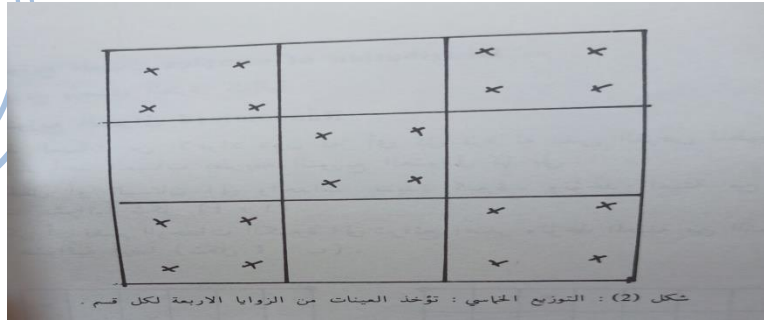 شكل (2) : التوزيع الخماسي : تؤخذ العينات من الزوايا الاربعة لكل قسم .